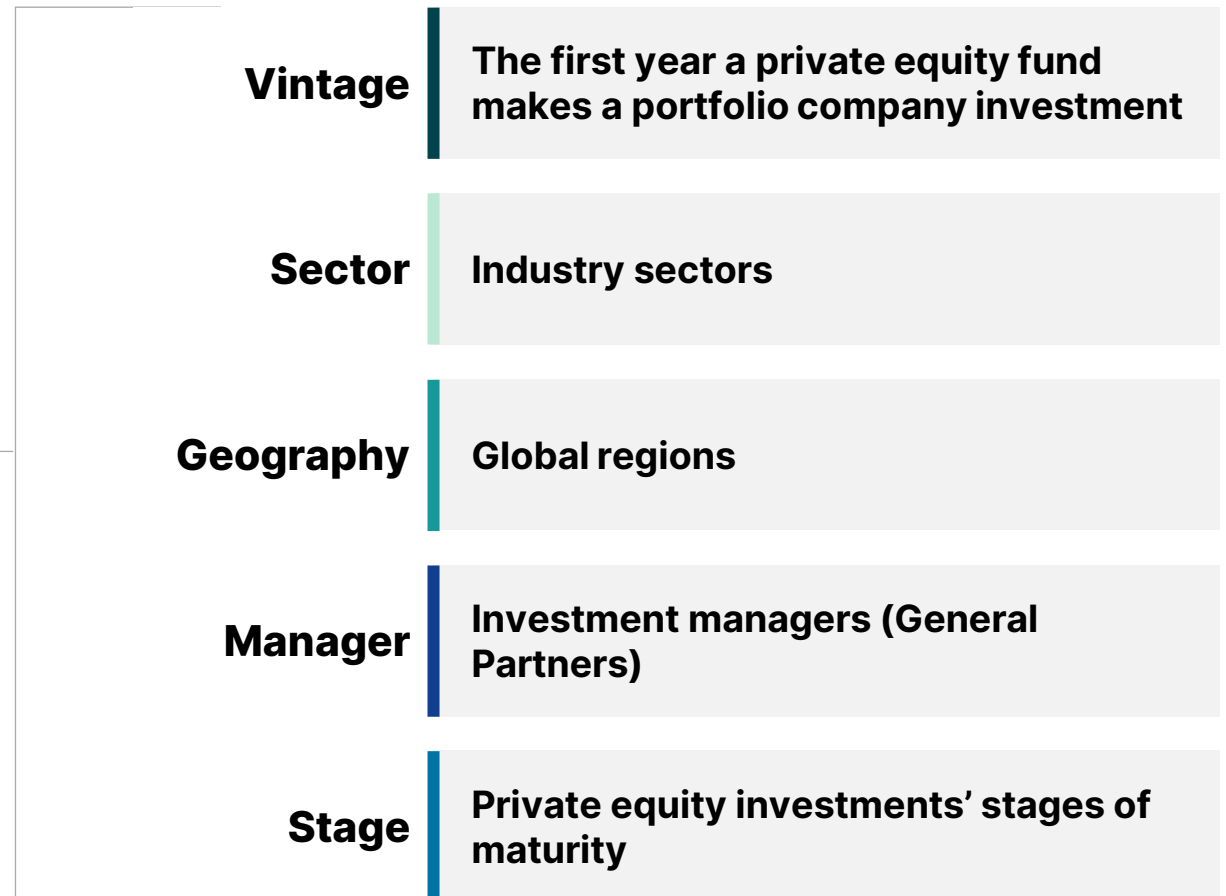 Vintage
The first year a private equity fund
makes a portfolio company investment
Sector
Industry sectors
Geography
Global regions
Manager
Investment managers (General
Partners)
Stage
Private equity investments’ stages of
maturity